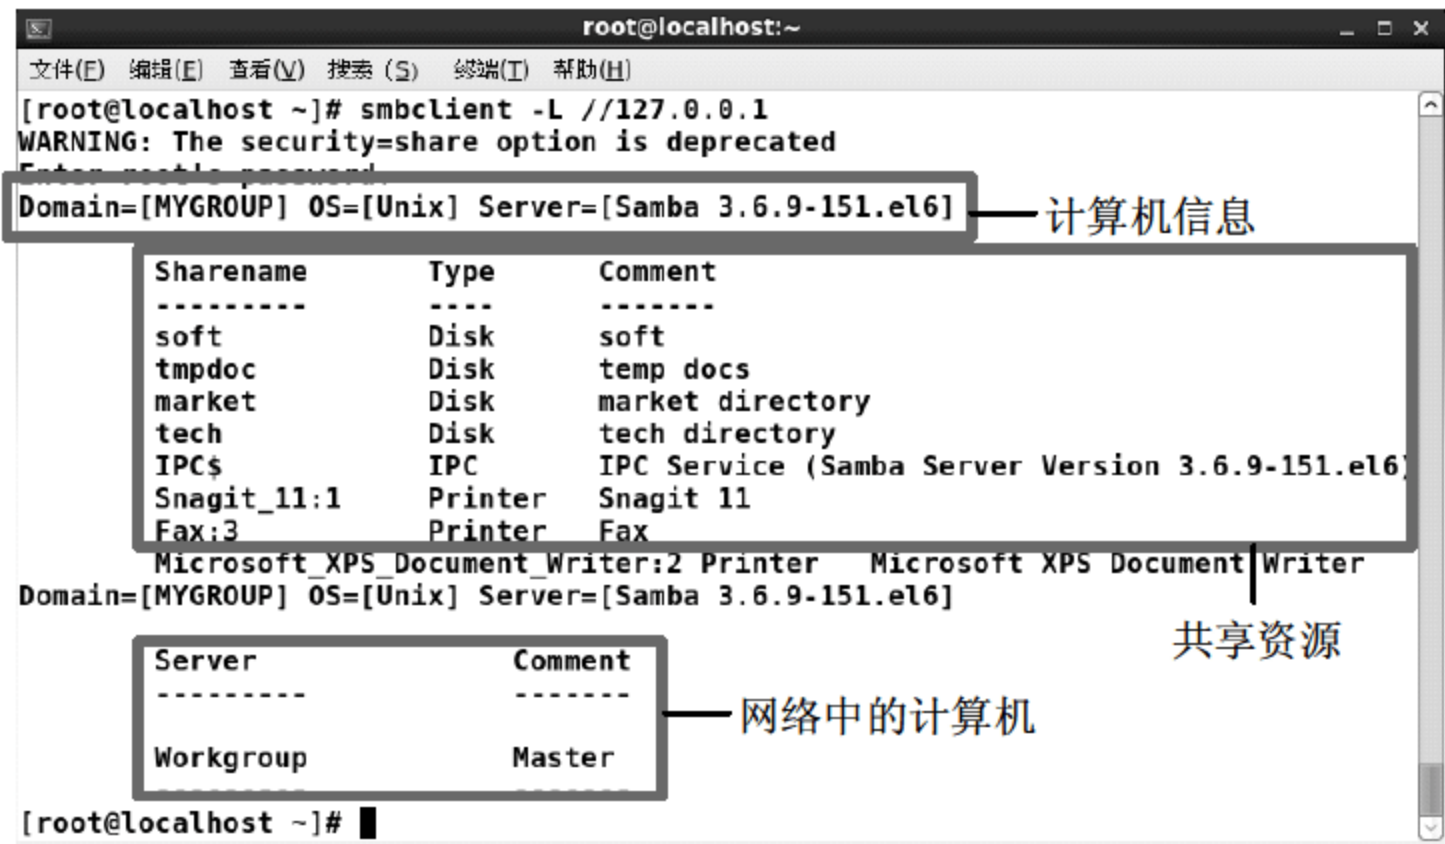 root@localhost:~
文件(F) 编辑(E) 查看(V) 搜索 (S) 终端(T) 帮助(H)
[root@localhost ~]# smbclient -L //127.0.0.1
WARNING: The security=share option is deprecated
Enter root's password:
Domain=[MYGROUP] OS=[Unix] Server=[Samba 3.6.9-151.el6]
计算机信息
Sharename Type Comment
--------- ---- -------
soft Disk soft
tmpdoc Disk temp docs
market Disk market directory
tech Disk tech directory
IPC$ IPC IPC Service (Samba Server Version 3.6.9-151.el6)
Snagit_11:1 Printer Snagit 11
Fax:3 Printer Fax
Microsoft_XPS_Document_Writer:2 Printer Microsoft XPS Document Writer
Domain=[MYGROUP] OS=[Unix] Server=[Samba 3.6.9-151.el6]
共享资源
Server Comment
--------- -------
网络中的计算机
Workgroup Master
--------- -------
[root@localhost ~]#